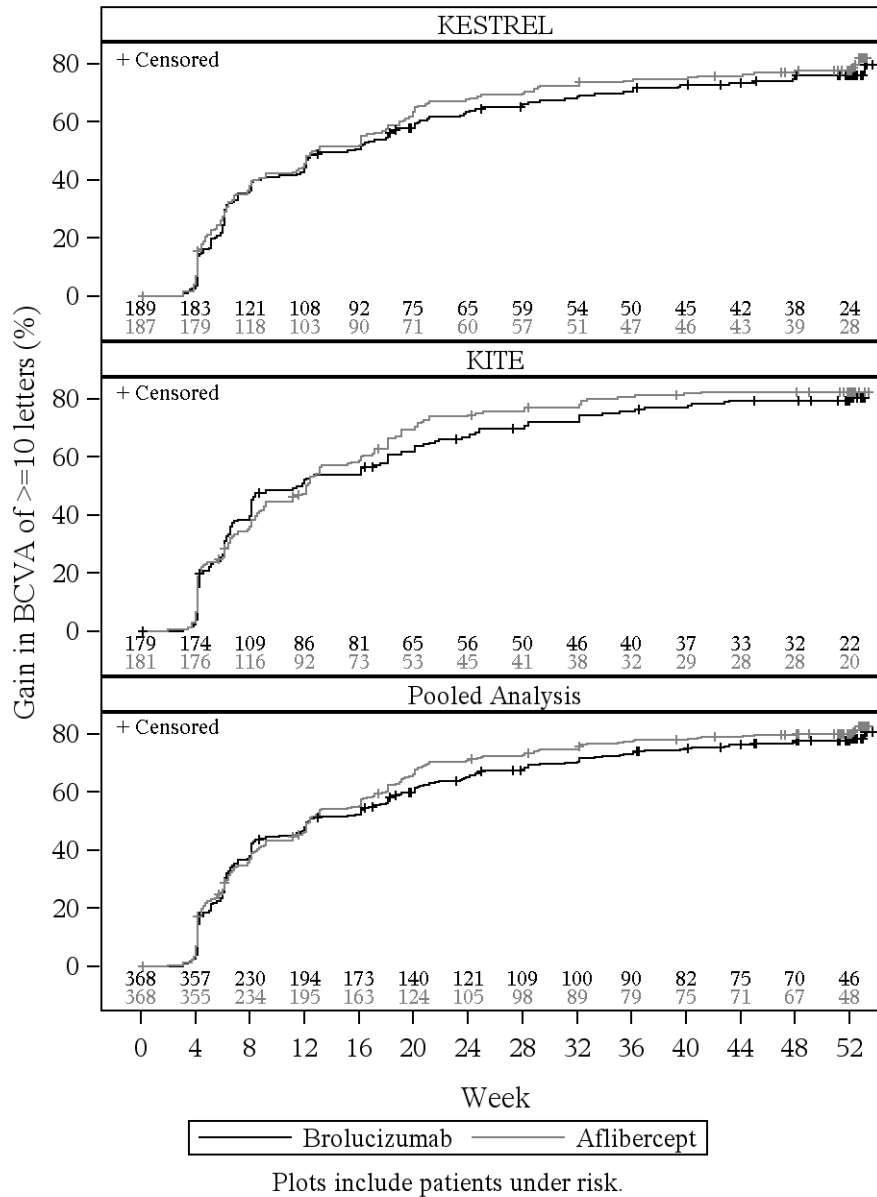 KESTREL
+ Censored
80
60
40
20
0
189 183 121 108 92 75 65 59 54 50 45 42 38 24
187 179 118 103 90 71 60 57 51 47 46 43 39 28
KITE
+ Censored
80
60
40
20
0
179 174 109 86 81 65 56 50 46 40 37 33 32 22
181 176 116 92 73 53 45 41 38 32 29 28 28 20
Pooled Analysis
+ Censored
80
60
40
20
0
368 357 230 194 173 140 121 109 100 90 82 75 70 46
368 355 234 195 163 124 105 98 89 79 75 71 67 48
Gain in BCVA of >=10 letters (%)
0 4 8 12 16 20 24 28 32 36 40 44 48 52
Week
Brolucizumab Aflibercept
Plots include patients under risk.